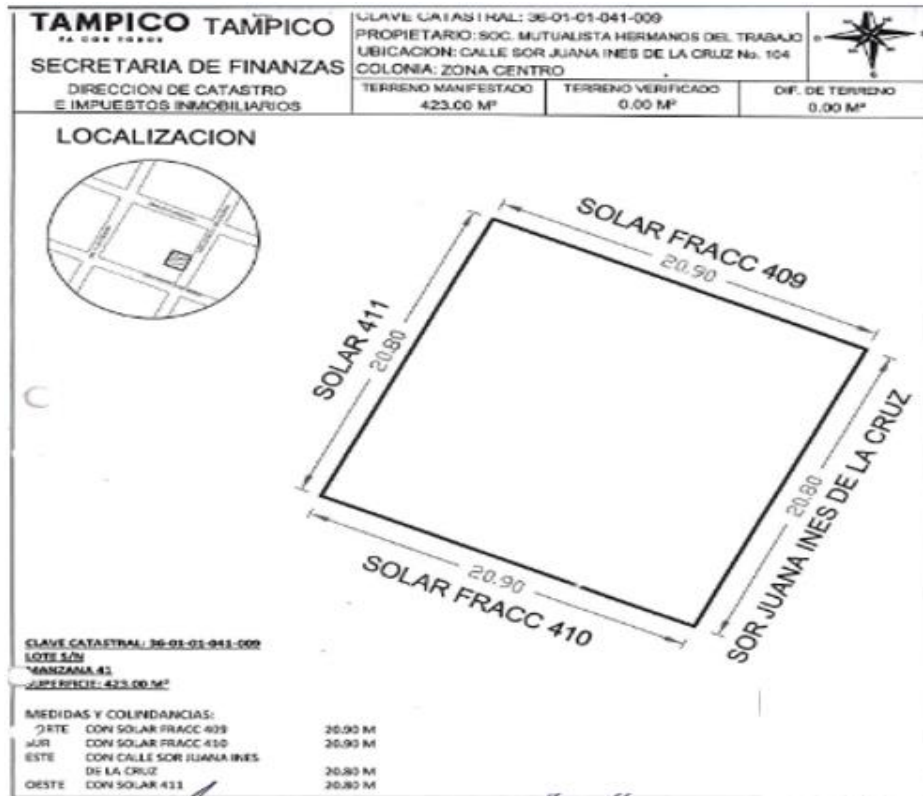 TAMPICO TAMPICO
SECRETARIA DE FINANZAS
DIRECCION DE CATASTRO
E IMPUESTOS INMOBILIARIOS
CLAVE CATASTRAL: 36-01-01-041-009
PROPIETARIO: SOC. MUTUALISTA HERMANOS DEL TRABAJO
UBICACION: CALLE SOR JUANA INES DE LA CRUZ No. 104
COLONIA: ZONA CENTRO
TERRENO MANIFESTADO
423.00 M²
TERRENO VERIFICADO
0.00 M²
DIF. DE TERRENO
0.00 M²
LOCALIZACION
SOLAR FRACC 409
20.90
SOLAR 411
20.80
20.80
SOR JUANA INES DE LA CRUZ
20.90
SOLAR FRACC 410
CLAVE CATASTRAL: 36-01-01-041-009
LOTE S/N
MANZANA 41
SUPERFICIE: 423.00 M²
MEDIDAS Y COLINDANCIAS:
ORTE CON SOLAR FRACC 409 20.90 M
SUR CON SOLAR FRACC 410 20.90 M
ESTE CON CALLE SOR JUANA INES
DE LA CRUZ 20.80 M
OESTE CON SOLAR 411 20.80 M